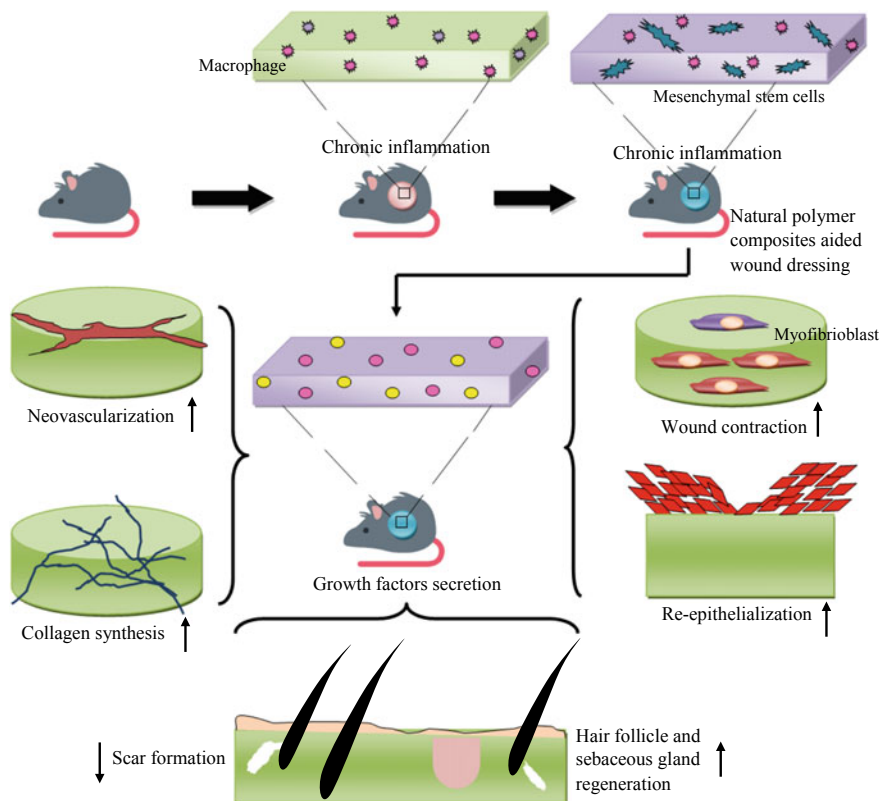 Macrophage
Mesenchymal stem cells
Chronic inflammation
Chronic inflammation
Natural polymer
composites aided
wound dressing
Neovascularization
Myofibrioblast
Wound contraction
Collagen synthesis
Growth factors secretion
Re-epithelialization
Scar formation
Hair follicle and
sebaceous gland
regeneration